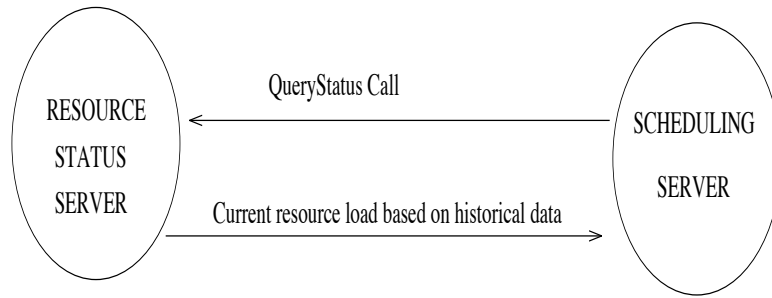 QueryStatus Call
RESOURCE
STATUS
SERVER
SCHEDULING
SERVER
Current resource load based on historical data